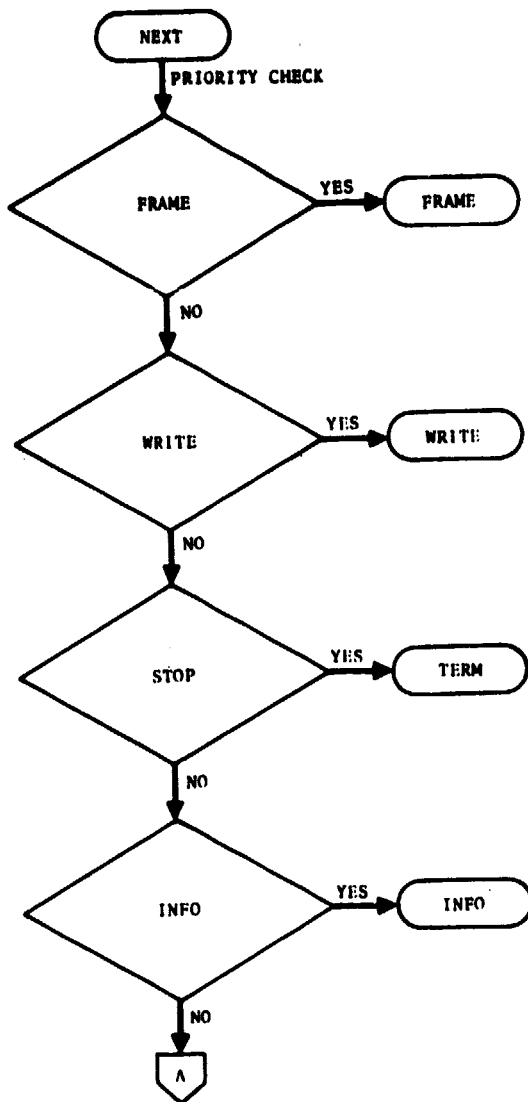 NEXT
PRIORITY CHECK
FRAME
YES
FRAME
NO
WRITE
YES
WRITE
NO
STOP
YES
TERM
NO
INFO
YES
INFO
NO
A